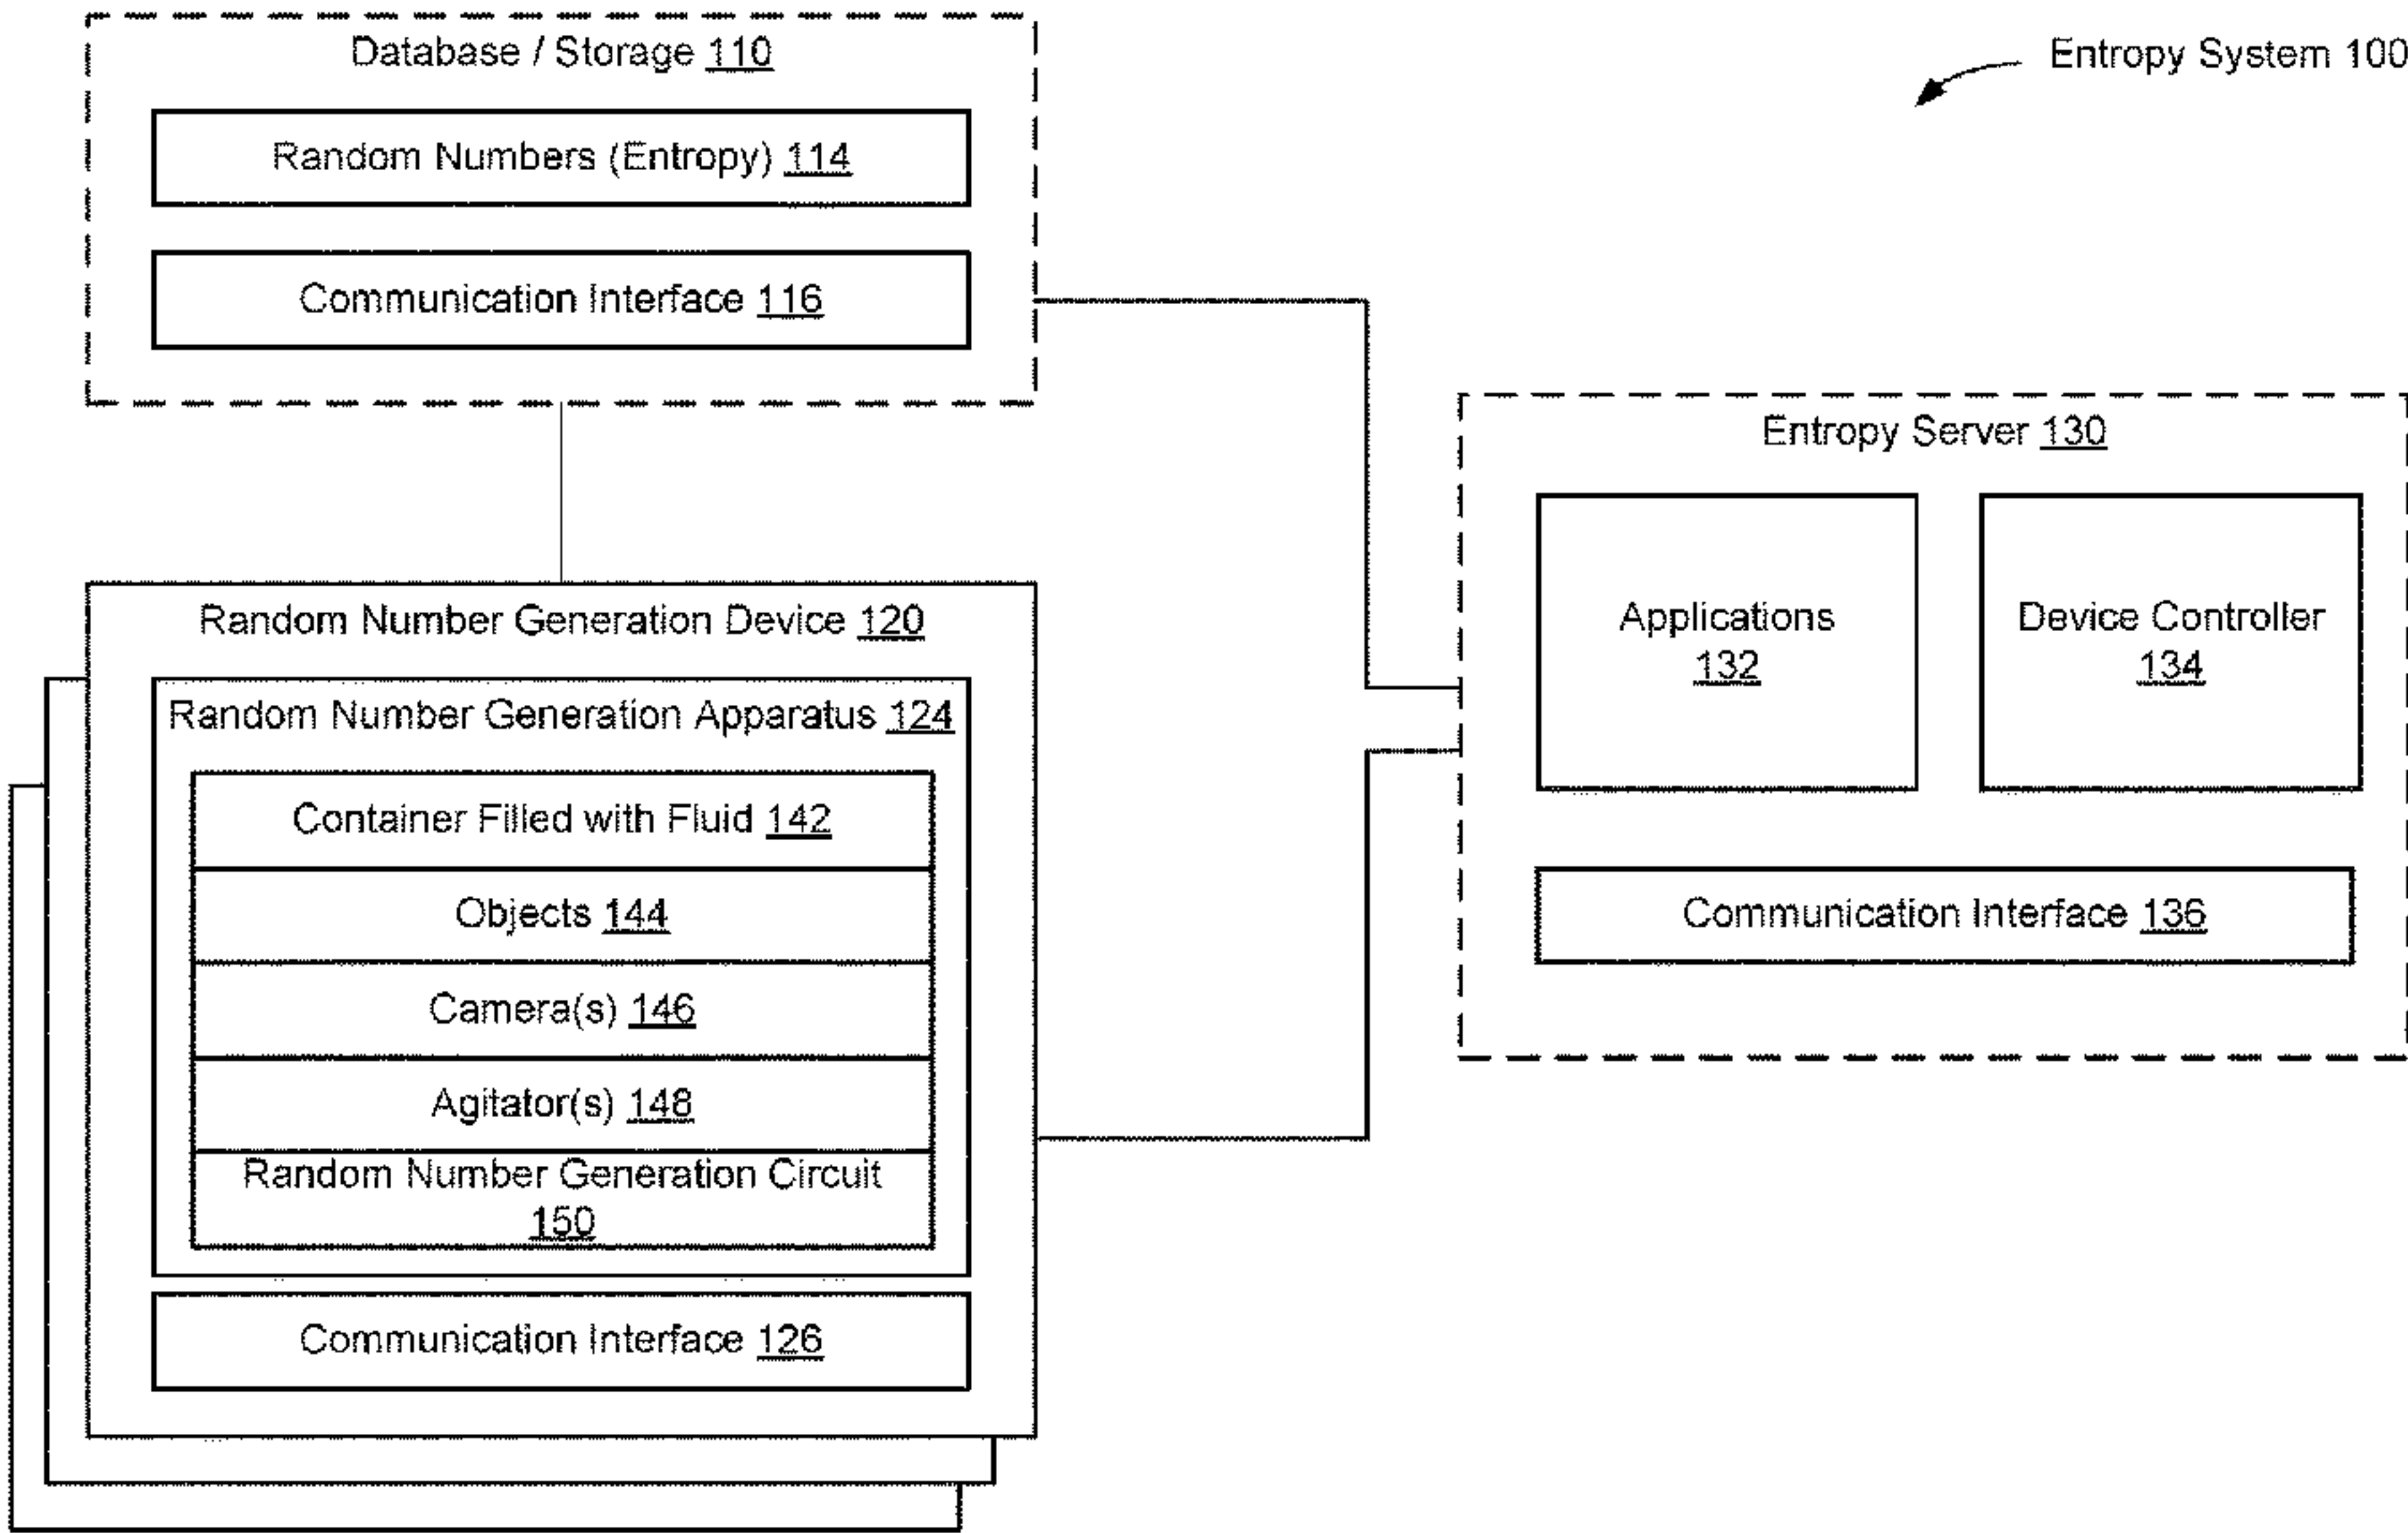 Database / Storage 110
Entropy System 100
Random Numbers (Entropy) 114
Communication Interface 116
Entropy Server 130
Applications
132
Device Controller
134
Communication Interface 136
Random Number Generation Device 120
Random Number Generation Apparatus 124
Container Filled with Fluid 142
Objects 144
Camera(s) 146
Agitator(s) 148
Random Number Generation Circuit
150
Communication Interface 126